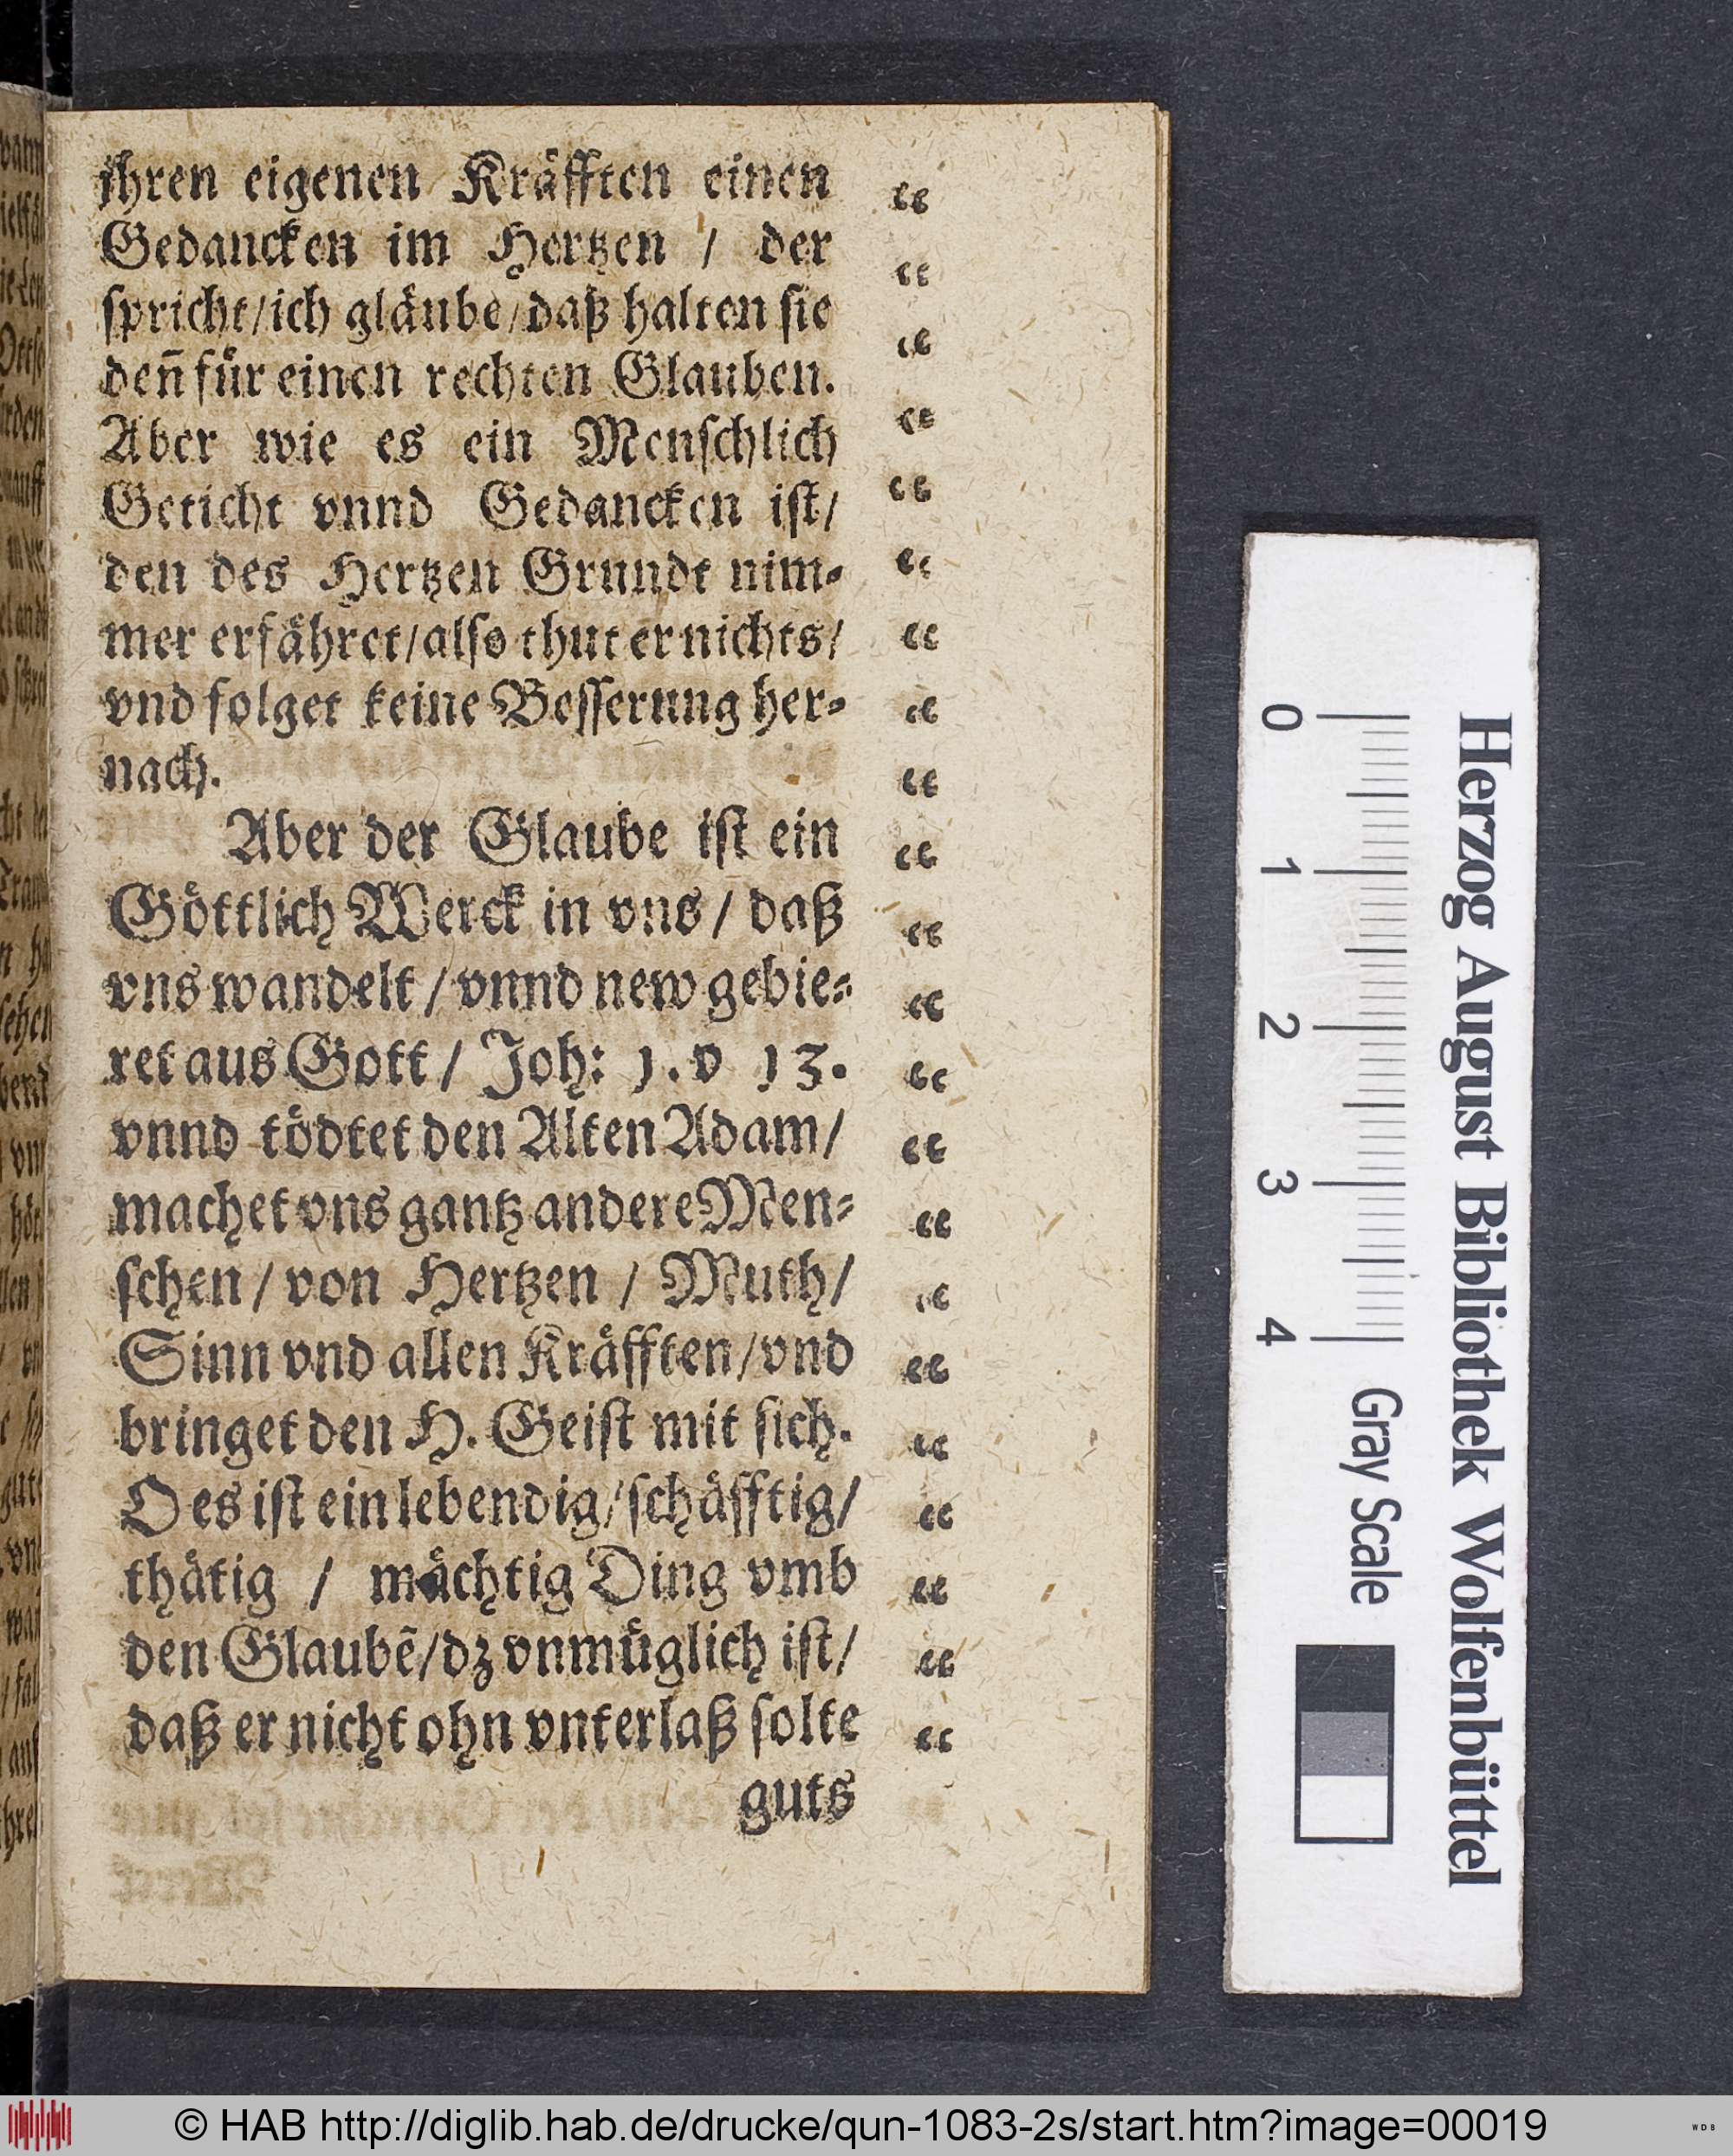 ihren eigenen Kräfften einen “
Gedancken im Hertzen / der “
spricht/ich gläube/daß halten sie “
den̄ für einen rechten Glauben. “
Aber wie es ein Menschlich “
Geticht vnnd Gedancken ist/ “
den des Hertzen Grundt nim- “
mer erfähret/also thut er nichts/ “
vnd folget keine Besserung her- “
nach. “
Aber der Glaube ist ein “
Göttlich Werck in vns / daß “
vns wandelt / vnnd new gebie- “
ret aus Gott / Joh: 1. v 13. “
vnnd tödtet den Alten Adam/ “
machet vns gantz andere Men- “
schen / von Hertzen / Muth/ “
Sinn vnd allen Kräfften/vnd “
bringet den H. Geist mit sich. “
O es ist ein lebendig/schäfftig/ “
thätig / mächtig Ding vmb “
den Glaubẽ/dz vnmüglich ist/ “
daß er nicht ohn vnterlaß solte “
guts
Herzog August Bibliothek Wolfenbüttel
0 1 2 3 4 Gray Scale
© HAB http://diglib.hab.de/drucke/qun-1083-2s/start.htm?image=00019
WDB